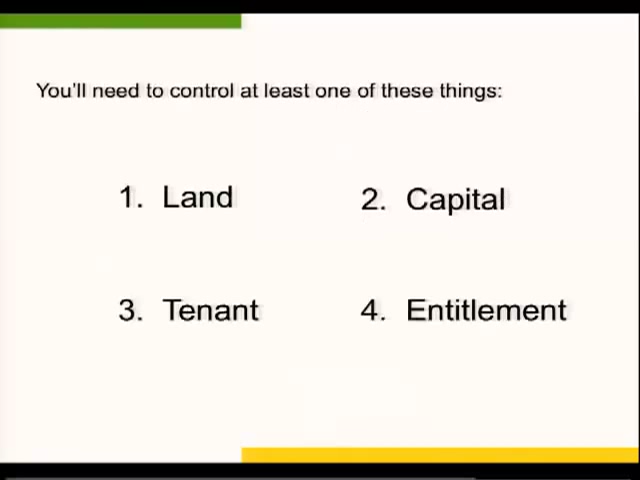 You'll need to control at least one of these things:
1. Land
2. Capital
3. Tenant
4. Entitlement